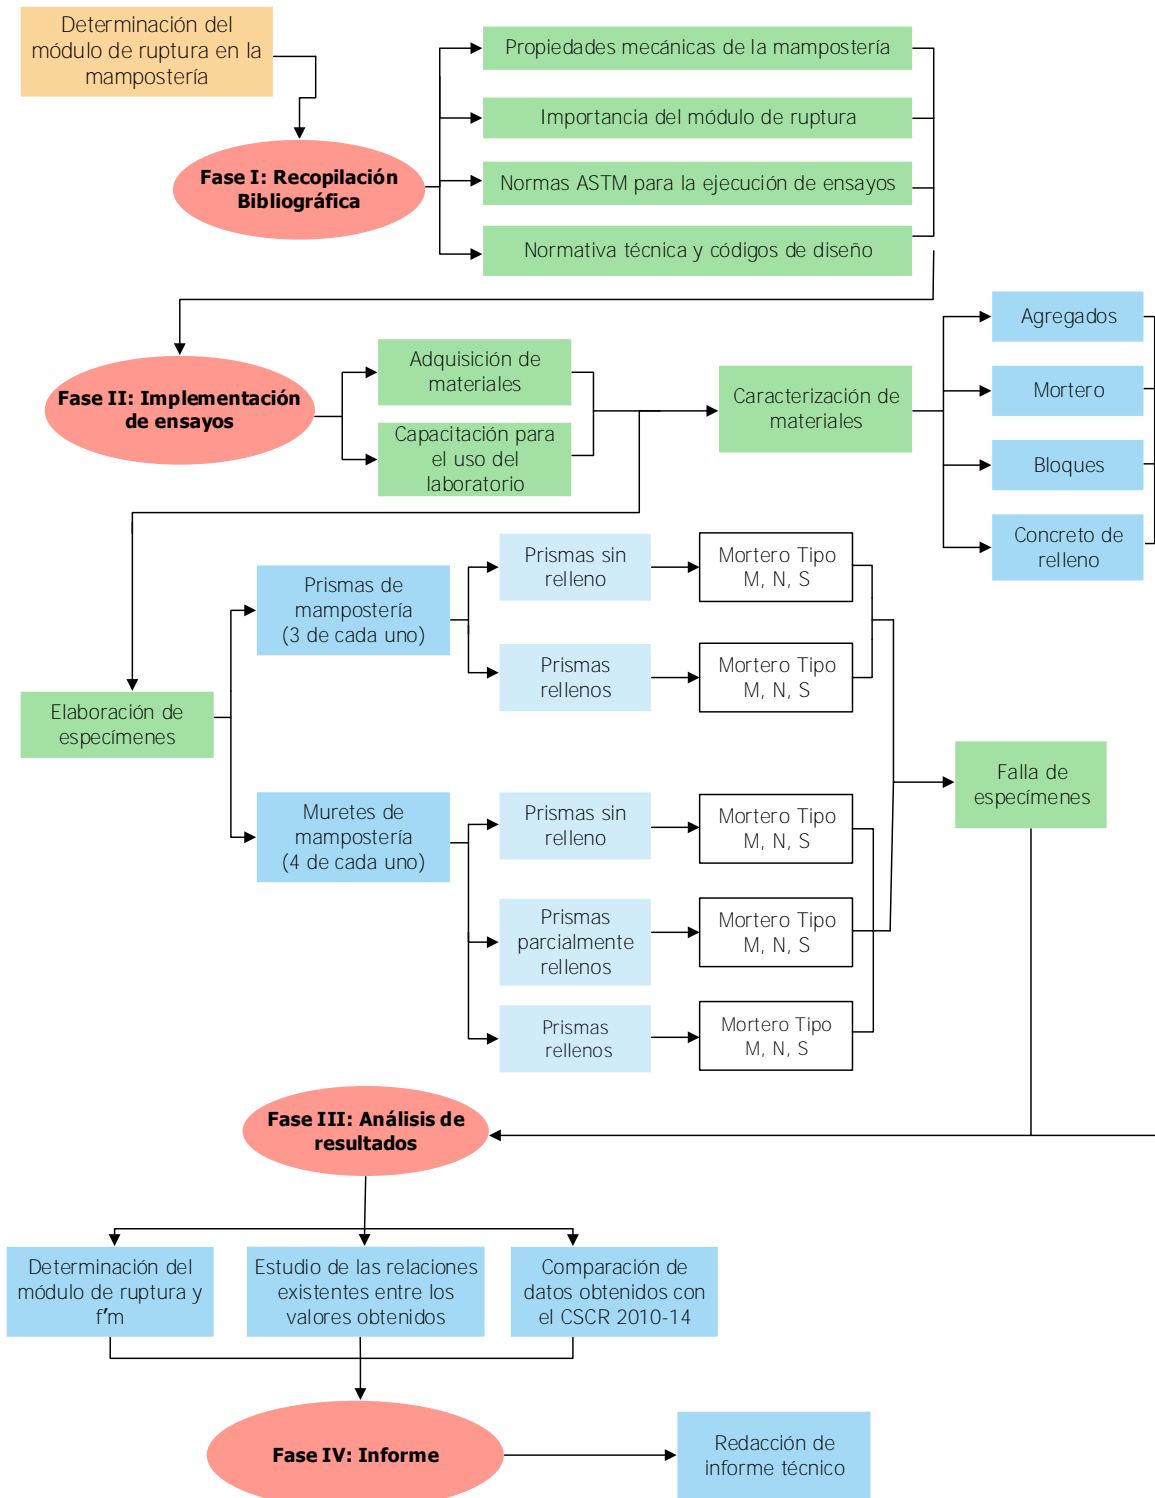 Determinación del
módulo de ruptura en la
mampostería
Propiedades mecánicas de la mampostería
Importancia del módulo de ruptura
Fase I: Recopilación
Bibliográfica
Normas ASTM para la ejecución de ensayos
Normativa técnica y códigos de diseño
Fase II: Implementación
de ensayos
Adquisición de
materiales
Capacitación para
el uso del
laboratorio
Caracterización de
materiales
Agregados
Mortero
Bloques
Concreto de
relleno
Elaboración de
especímenes
Prismas de
mampostería
(3 de cada uno)
Prismas sin
relleno
Mortero Tipo
M, N, S
Prismas
rellenos
Mortero Tipo
M, N, S
Muretes de
mampostería
(4 de cada uno)
Prismas sin
relleno
Mortero Tipo
M, N, S
Prismas
parcialmente
rellenos
Mortero Tipo
M, N, S
Prismas
rellenos
Mortero Tipo
M, N, S
Falla de
especímenes
Fase III: Análisis de
resultados
Determinación del
módulo de ruptura y
f'm
Estudio de las relaciones
existentes entre los
valores obtenidos
Comparación de
datos obtenidos con
el CSCR 2010-14
Fase IV: Informe
Redacción de
informe técnico